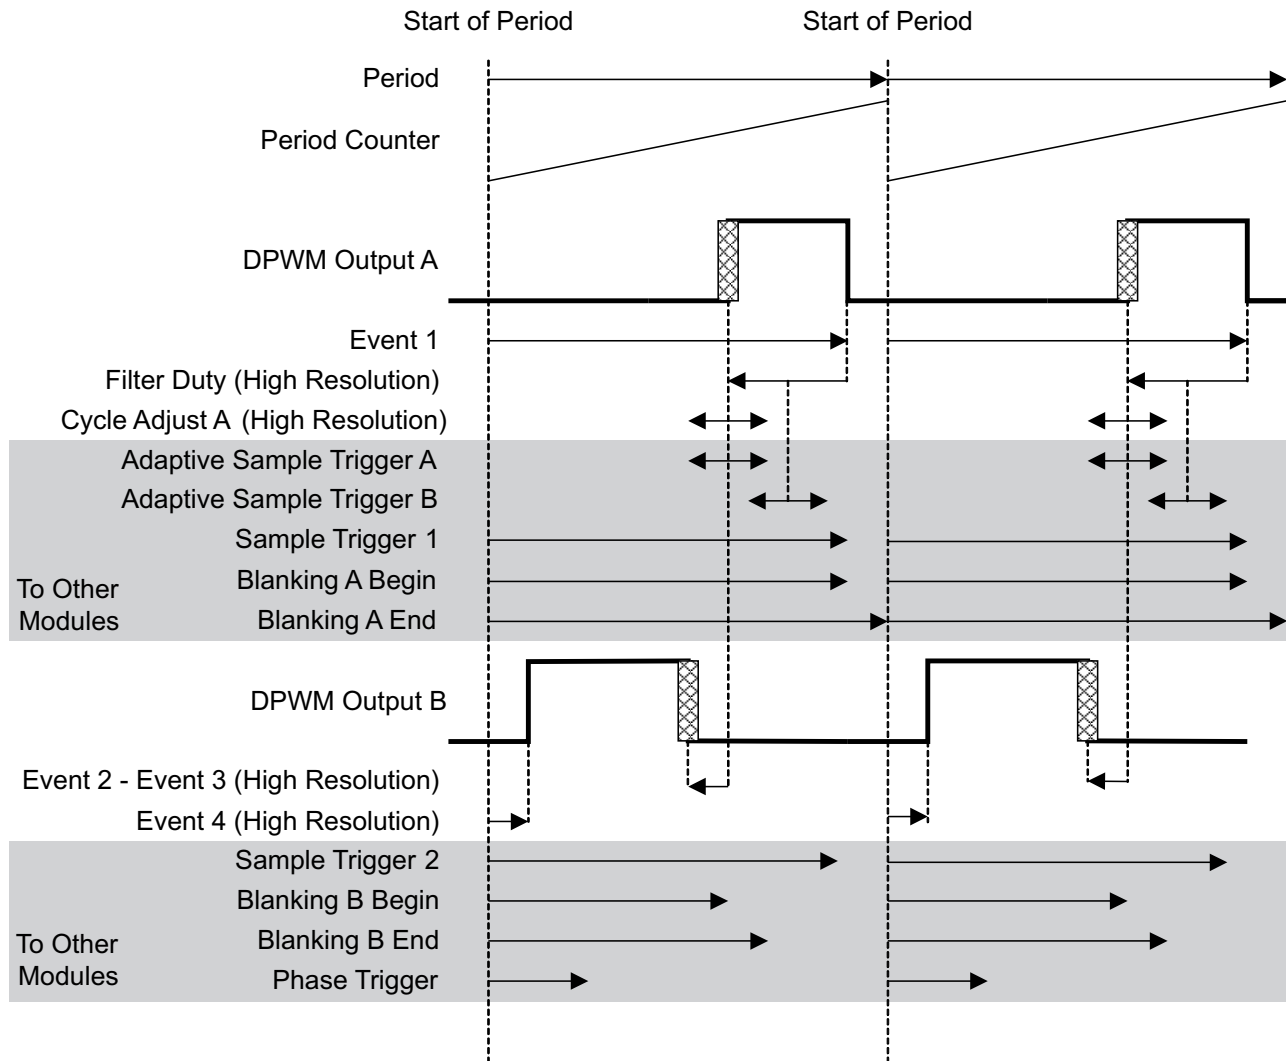 Start of Period
Start of Period
Period
Period Counter
DPWM Output A
Event 1
Filter Duty (High Resolution)
Cycle Adjust A (High Resolution)
Adaptive Sample Trigger A
Adaptive Sample Trigger B
Sample Trigger 1
Blanking A Begin
To Other
Modules
Blanking A End
DPWM Output B
Event 2 - Event 3 (High Resolution)
Event 4 (High Resolution)
Sample Trigger 2
Blanking B Begin
Blanking B End
To Other
Modules
Phase Trigger